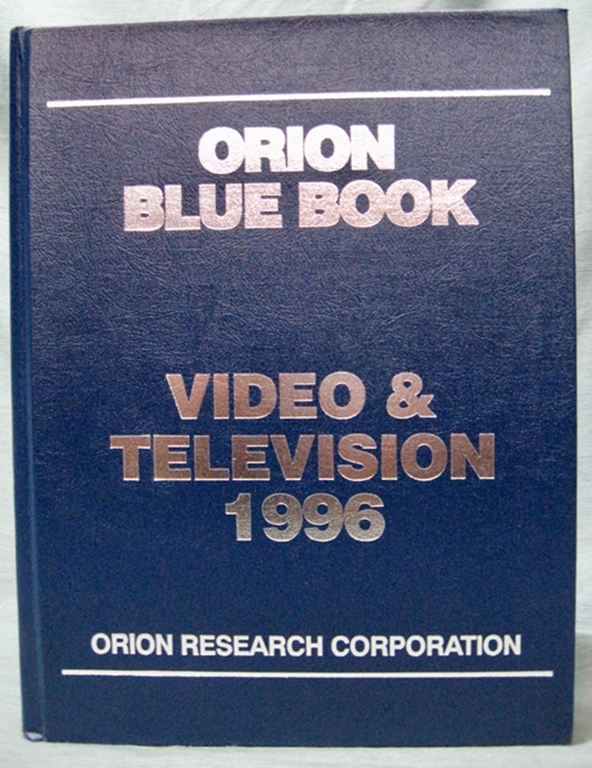 ORION
BLUE BOOK
VIDEO &
TELEVISION
1996
ORION RESEARCH CORPORATION